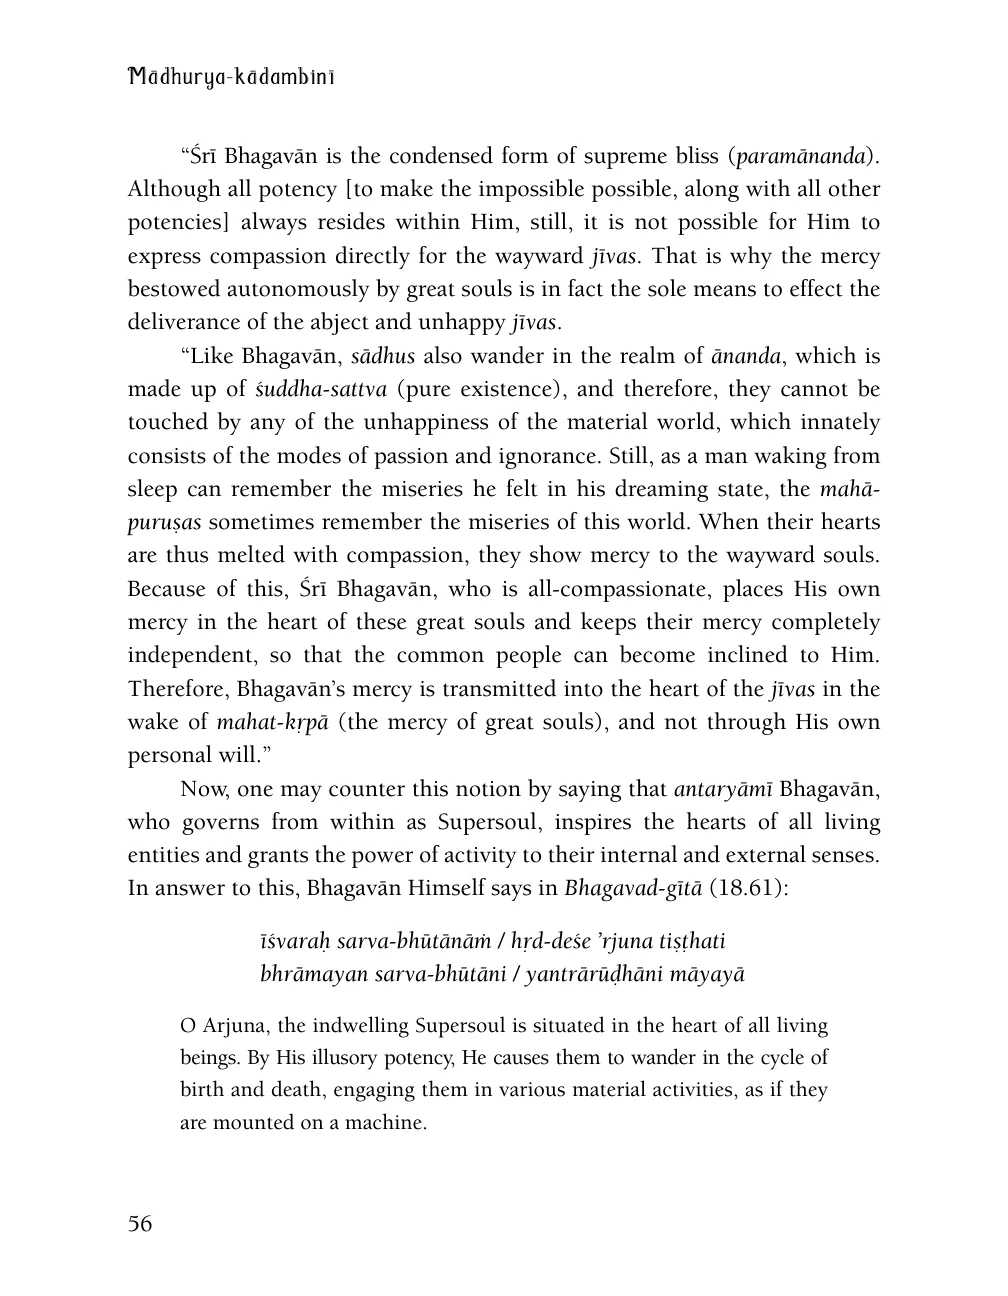 Mādhurya-kādambinī
“Śrī Bhagavān is the condensed form of supreme bliss (paramānanda).
Although all potency [to make the impossible possible, along with all other
potencies] always resides within Him, still, it is not possible for Him to
express compassion directly for the wayward jīvas. That is why the mercy
bestowed autonomously by great souls is in fact the sole means to effect the
deliverance of the abject and unhappy jīvas.
“Like Bhagavān, sādhus also wander in the realm of ānanda, which is
made up of śuddha-sattva (pure existence), and therefore, they cannot be
touched by any of the unhappiness of the material world, which innately
consists of the modes of passion and ignorance. Still, as a man waking from
sleep can remember the miseries he felt in his dreaming state, the mahā-
puruṣas sometimes remember the miseries of this world. When their hearts
are thus melted with compassion, they show mercy to the wayward souls.
Because of this, Śrī Bhagavān, who is all-compassionate, places His own
mercy in the heart of these great souls and keeps their mercy completely
independent, so that the common people can become inclined to Him.
Therefore, Bhagavān’s mercy is transmitted into the heart of the jīvas in the
wake of mahat-kṛpā (the mercy of great souls), and not through His own
personal will.”
Now, one may counter this notion by saying that antaryāmī Bhagavān,
who governs from within as Supersoul, inspires the hearts of all living
entities and grants the power of activity to their internal and external senses.
In answer to this, Bhagavān Himself says in Bhagavad-gītā (18.61):
īśvaraḥ sarva-bhūtānāṁ / hṛd-deśe ’rjuna tiṣṭhati
bhrāmayan sarva-bhūtāni / yantrārūḍhāni māyayā
O Arjuna, the indwelling Supersoul is situated in the heart of all living
beings. By His illusory potency, He causes them to wander in the cycle of
birth and death, engaging them in various material activities, as if they
are mounted on a machine.
56